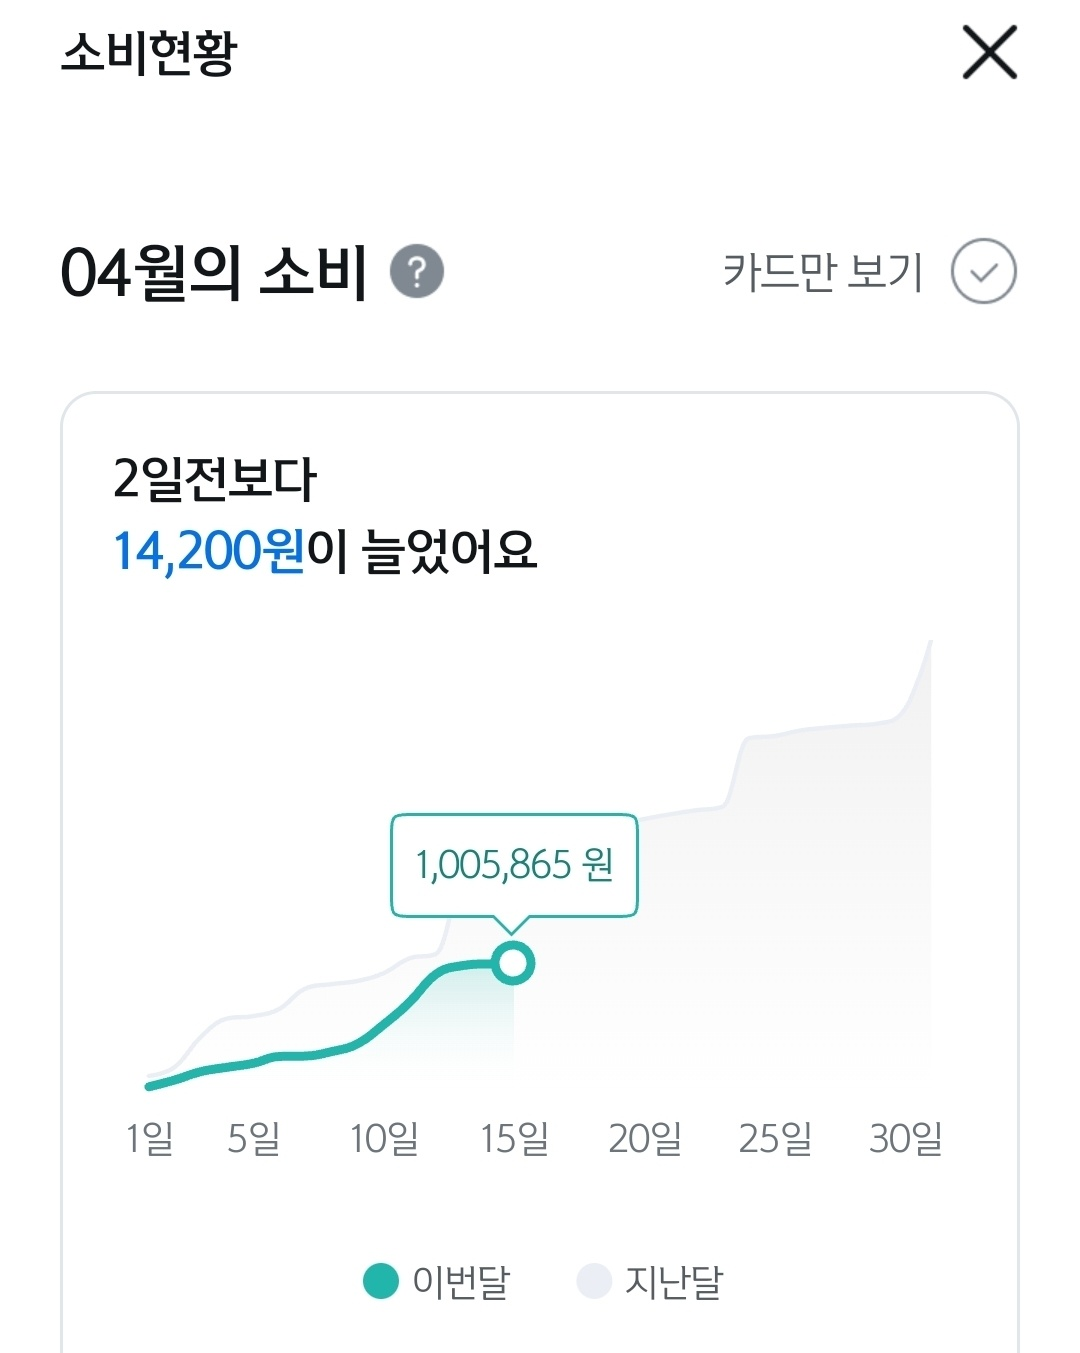 소비현황
04월의 소비 ?
카드만 보기
2일전보다
14,200원이 늘었어요
1,005,865 원
1일 5일 10일 15일 20일 25일 30일
이번달 지난달